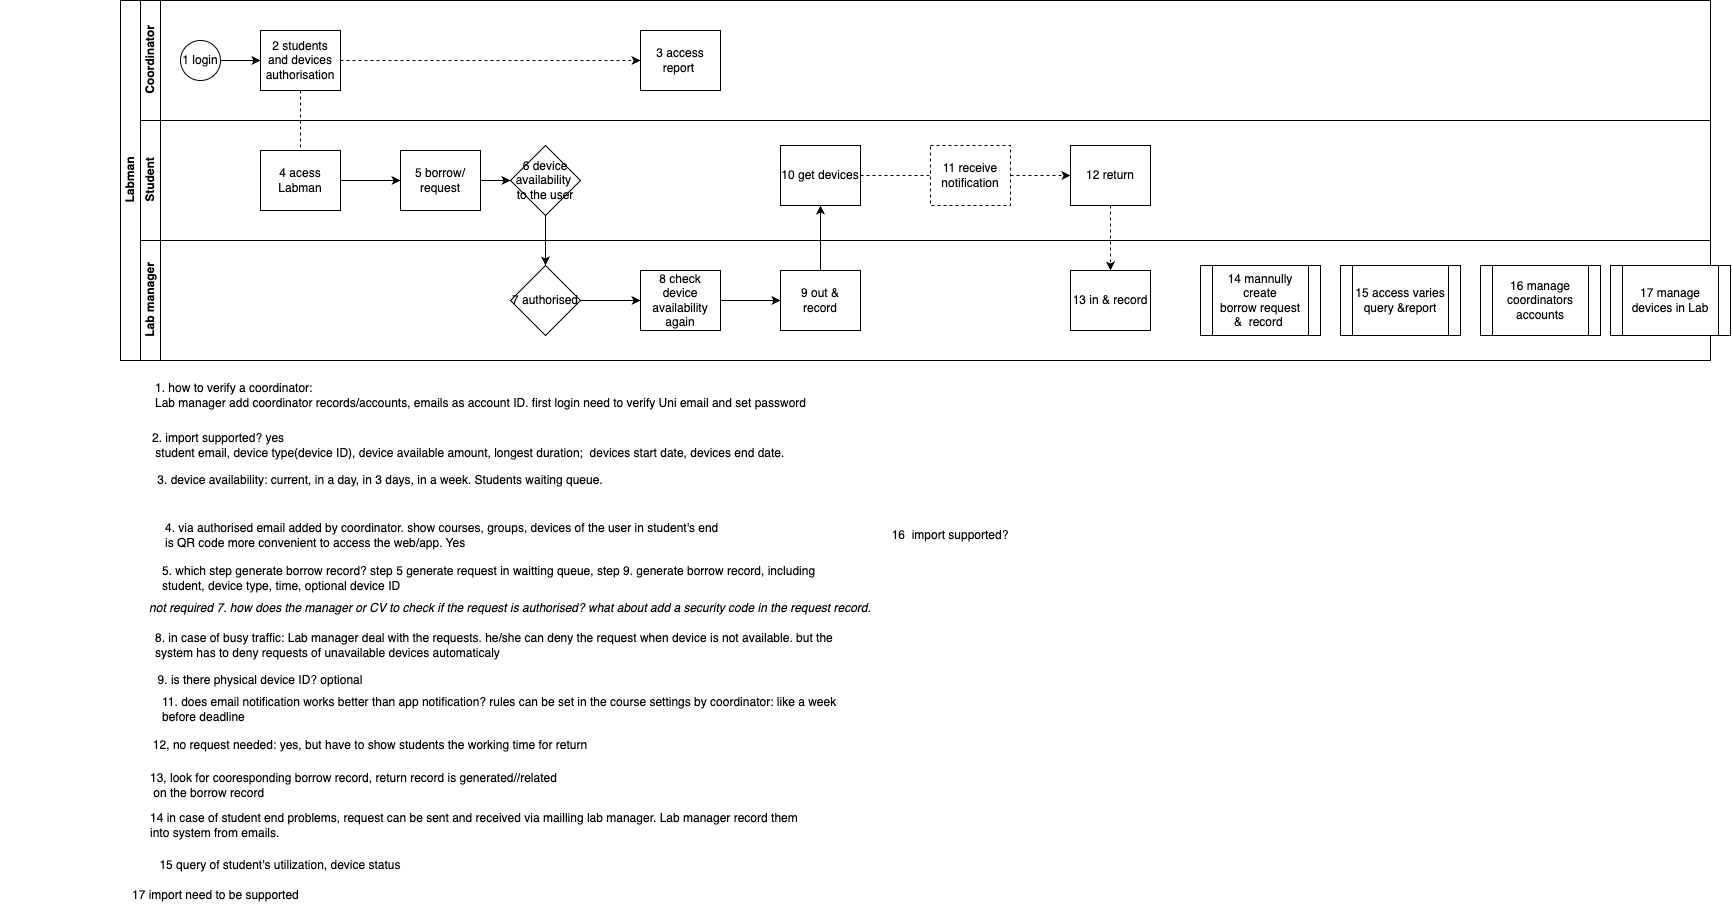 Labman
Coordinator
1 login
2 students
and devices
authorisation
3 access
report
Student
4 acess
Labman
5 borrow/
request
6 device
availability
to the user
10 get devices
11 receive
notification
12 return
Lab manager
7 authorised
8 check
device
availability
again
9 out &
record
13 in & record
14 mannully
create
borrow request
& record
15 access varies
query &report
16 manage
coordinators
accounts
17 manage
devices in Lab
1. how to verify a coordinator:
Lab manager add coordinator records/accounts, emails as account ID. first login need to verify Uni email and set password
2. import supported? yes
student email, device type(device ID), device available amount, longest duration; devices start date, devices end date.
3. device availability: current, in a day, in 3 days, in a week. Students waiting queue.
4. via authorised email added by coordinator. show courses, groups, devices of the user in student's end
is QR code more convenient to access the web/app. Yes
16 import supported?
5. which step generate borrow record? step 5 generate request in waitting queue, step 9. generate borrow record, including
student, device type, time, optional device ID
not required 7. how does the manager or CV to check if the request is authorised? what about add a security code in the request record.
8. in case of busy traffic: Lab manager deal with the requests. he/she can deny the request when device is not available. but the
system has to deny requests of unavailable devices automaticaly
9. is there physical device ID? optional
11. does email notification works better than app notification? rules can be set in the course settings by coordinator: like a week
before deadline
12, no request needed: yes, but have to show students the working time for return
13, look for cooresponding borrow record, return record is generated//related
on the borrow record
14 in case of student end problems, request can be sent and received via mailling lab manager. Lab manager record them
into system from emails.
15 query of student's utilization, device status
17 import need to be supported